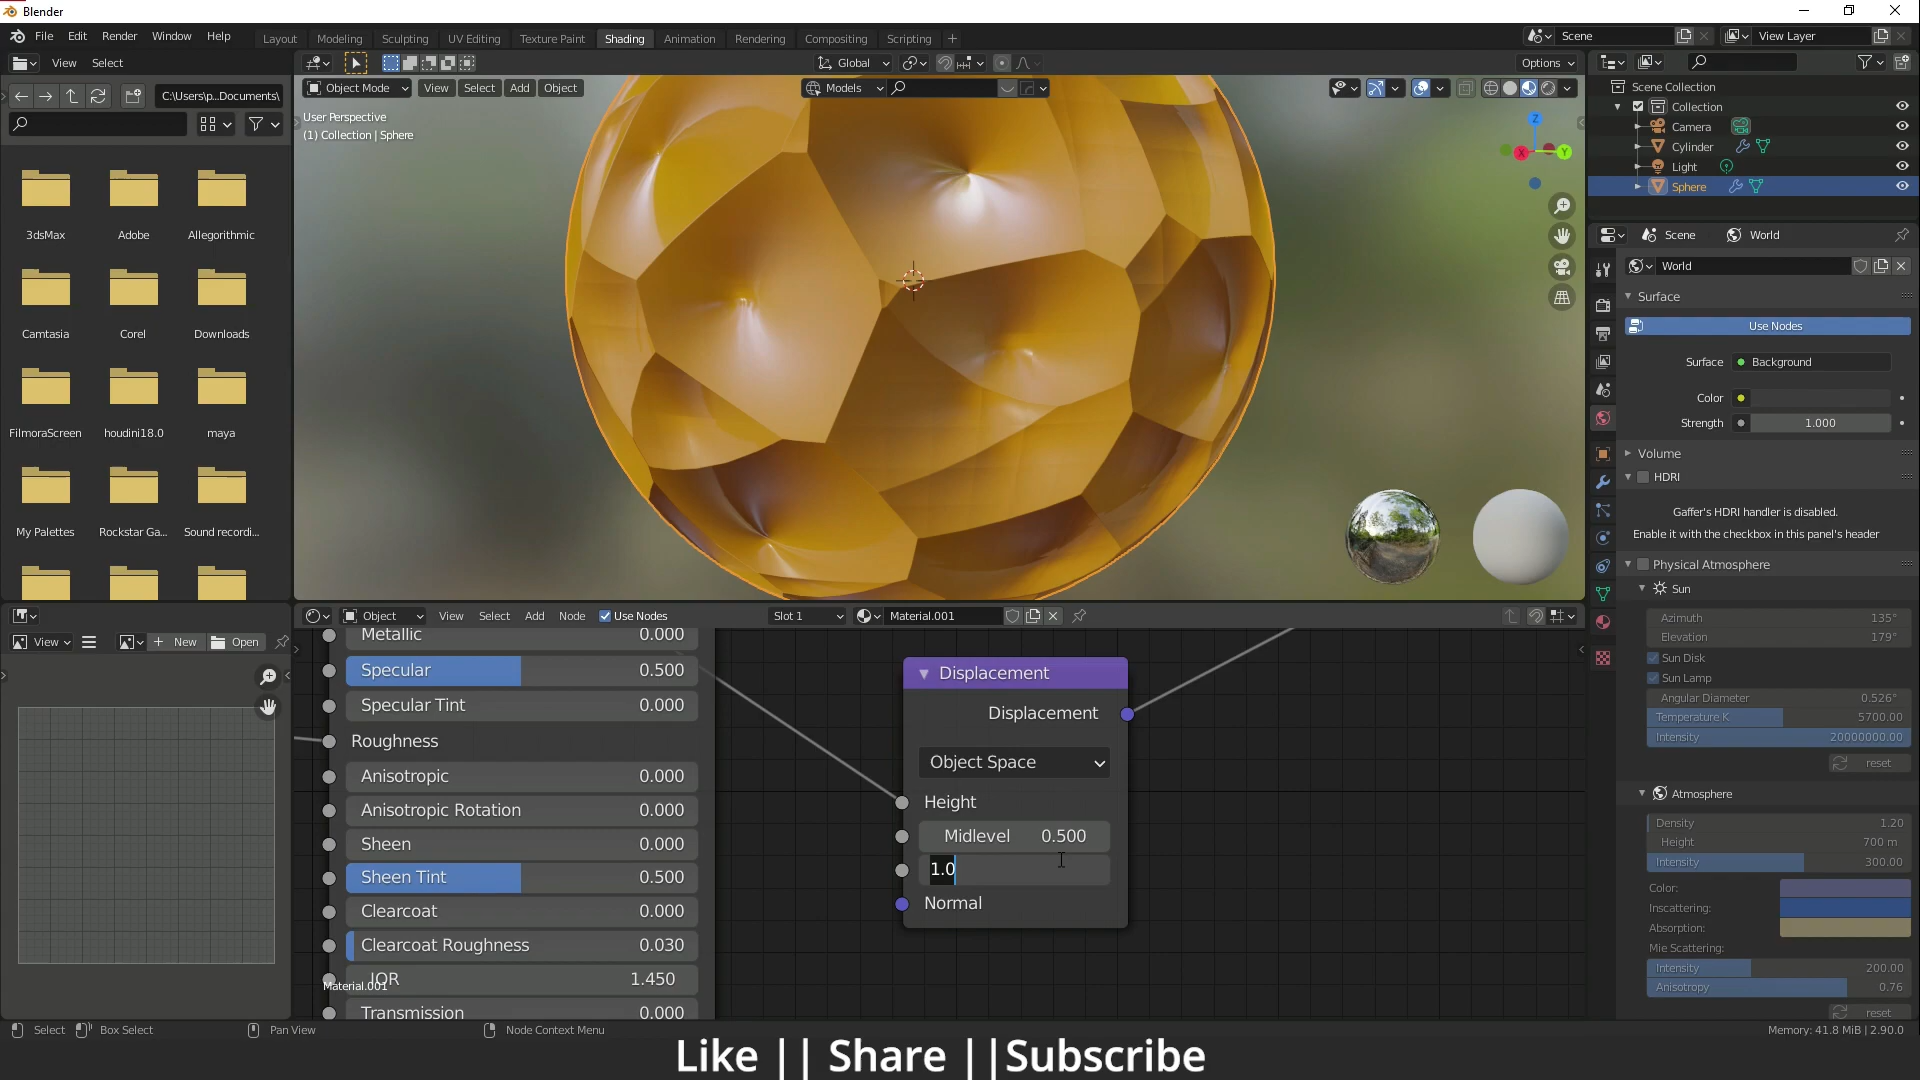 Blender
File Edit Render Window Help
Layout Modeling Sculpting UV Editing Texture Paint Shading Animation Rendering Compositing Scripting +
Scene
View Layer
View Select
Global
Options
C:\Users\p...Documents\
Object Mode View Select Add Object
Models
User Perspective
(1) Collection | Sphere
Z
X
Y
3dsMax Adobe Allegorithmic
Camtasia Corel Downloads
FilmoraScreen houdini18.0 maya
My Palettes Rockstar Ga... Sound recordi...
Scene Collection
Collection
Camera
Cylinder
Light
Sphere
Scene World
World
Surface
Use Nodes
Surface Background
Color
Strength 1.000
Volume
HDRI
Gaffer's HDRI handler is disabled.
Enable it with the checkbox in this panel's header
Physical Atmosphere
Sun
Azimuth 135°
Elevation 179°
Sun Disk
Sun Lamp
Angular Diameter 0.526°
Temperature K 5700.00
Intensity 20000000.00
reset
Atmosphere
Density 1.20
Height 700 m
Intensity 300.00
Color:
Inscattering:
Absorption:
Mie Scattering:
Intensity 200.00
Anisotropy 0.76
reset
View + New Open
Object View Select Add Node Use Nodes Slot 1 Material.001
Metallic 0.000
Specular 0.500
Specular Tint 0.000
Roughness
Anisotropic 0.000
Anisotropic Rotation 0.000
Sheen 0.000
Sheen Tint 0.500
Clearcoat 0.000
Clearcoat Roughness 0.030
IOR 1.450
Material.001
Transmission 0.000
Displacement
Displacement
Object Space
Height
Midlevel 0.500
1.0
Normal
Select Box Select Pan View Node Context Menu
Memory: 41.8 MiB | 2.90.0
Like || Share ||Subscribe